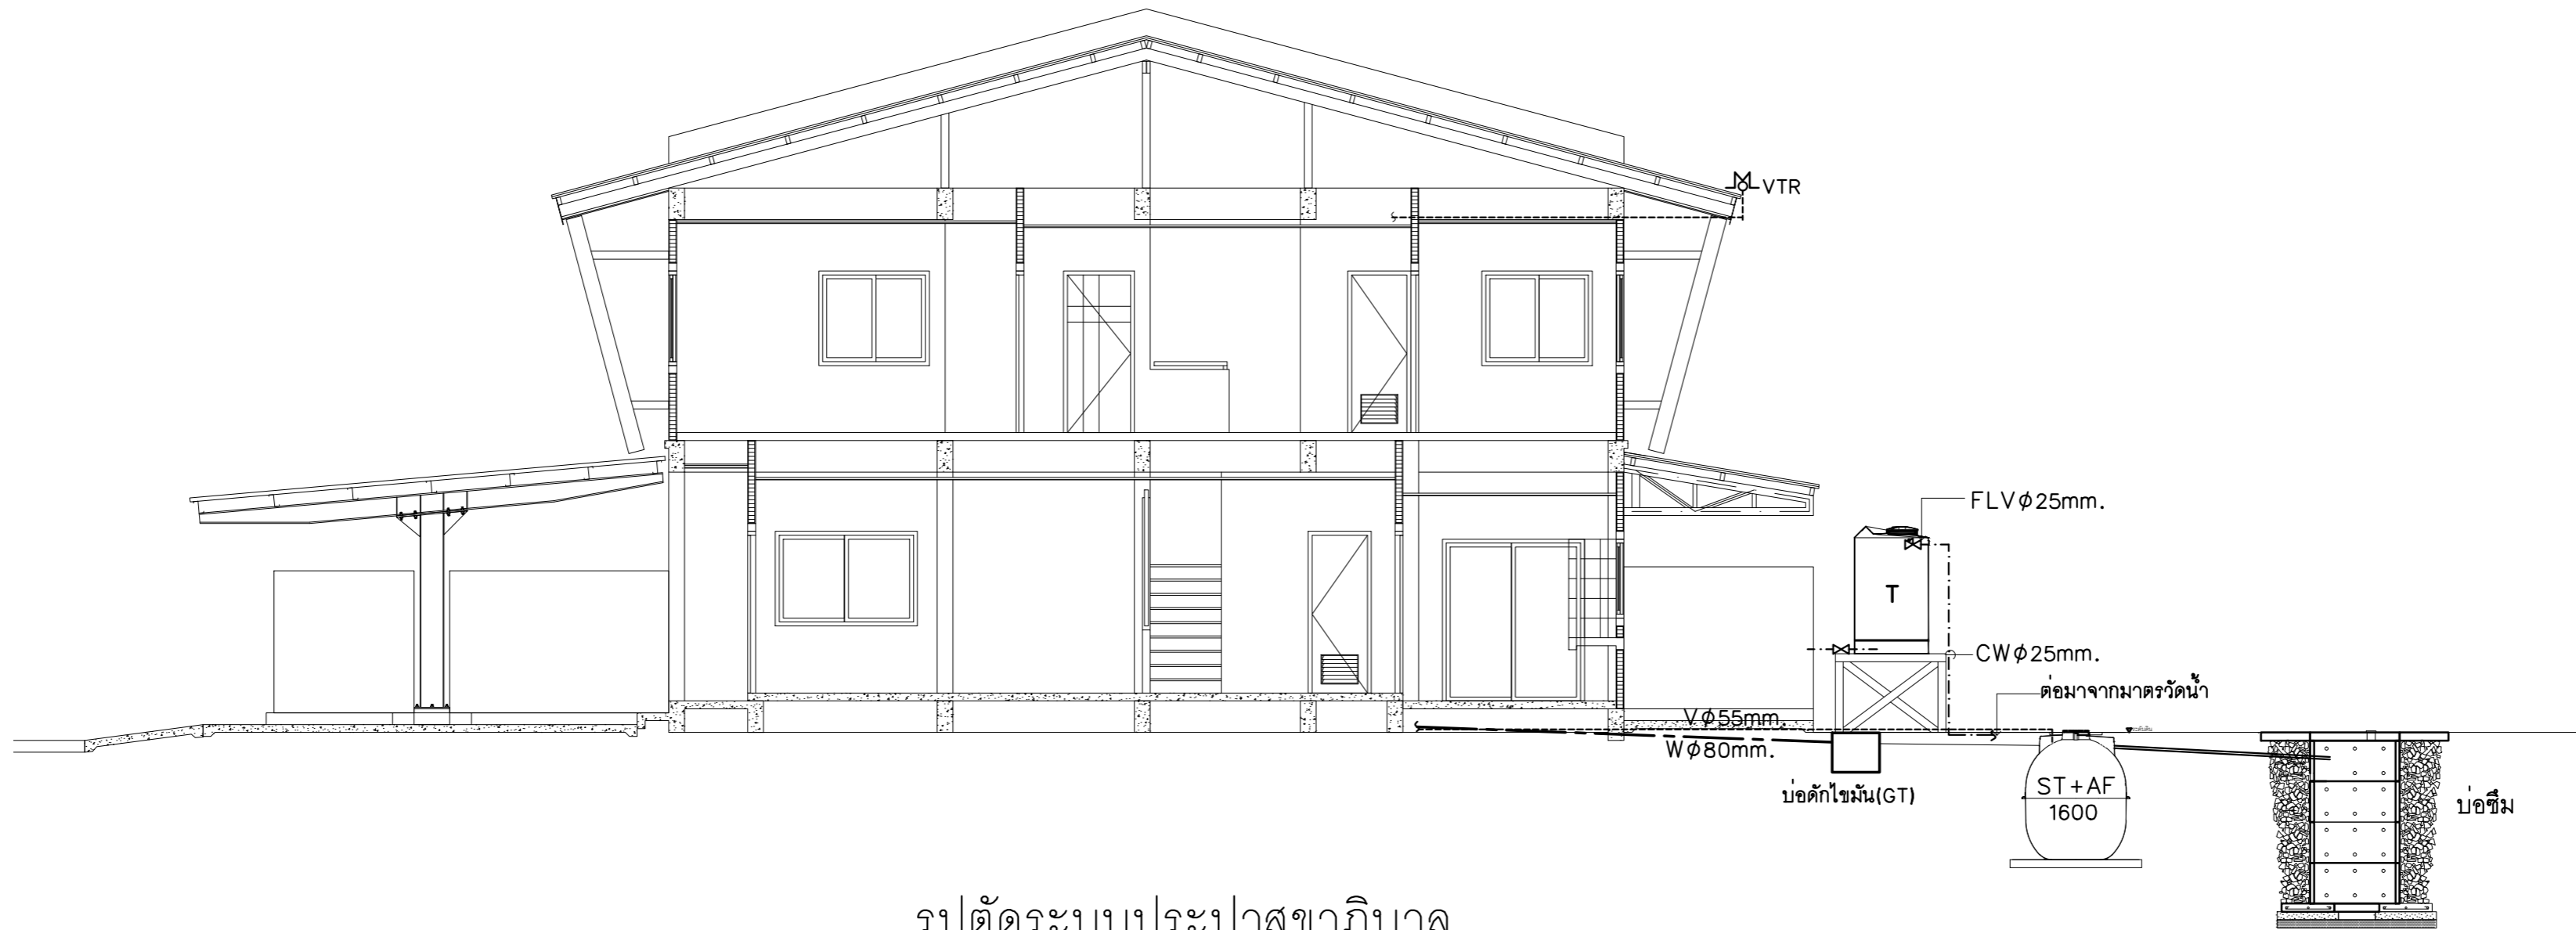 VTR
FLVφ25mm.
T
CWφ25mm.
ต่อมาจากมาตรวัดน้ำ
Vφ55mm.
Wφ80mm.
บ่อดักไขมัน(GT)
ST+AF
1600
บ่อซึม
รูปตัดระบบประปาสุขาภิบาล